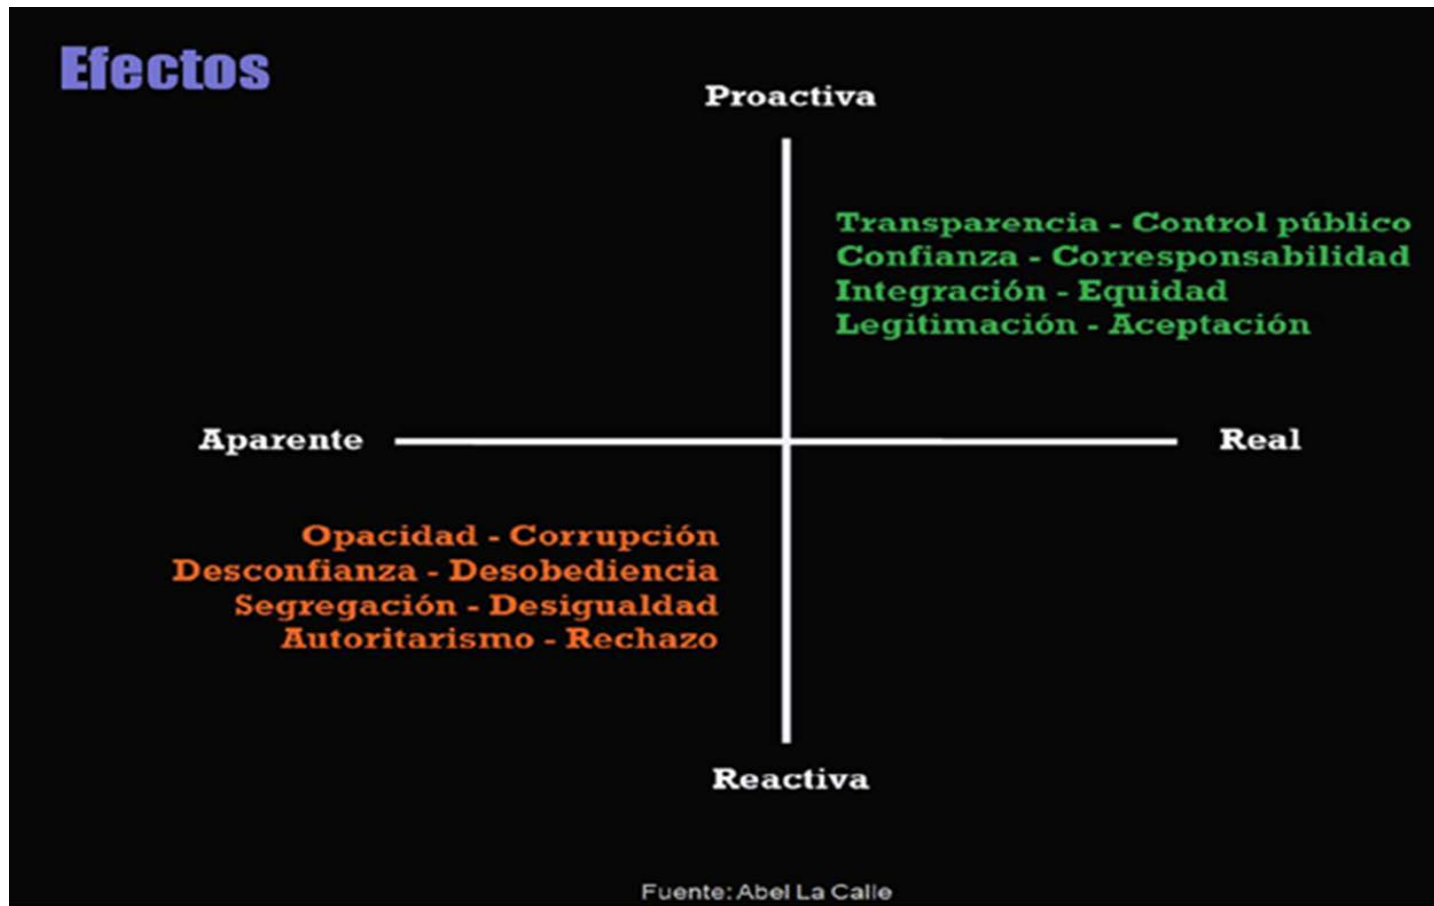 Efectos
Proactiva
Transparencia - Control público
Confianza - Corresponsabilidad
Integración - Equidad
Legitimación - Aceptación
Aparente
Real
Opacidad - Corrupción
Desconfianza - Desobediencia
Segregación - Desigualdad
Autoritarismo - Rechazo
Reactiva
Fuente: Abel La Calle